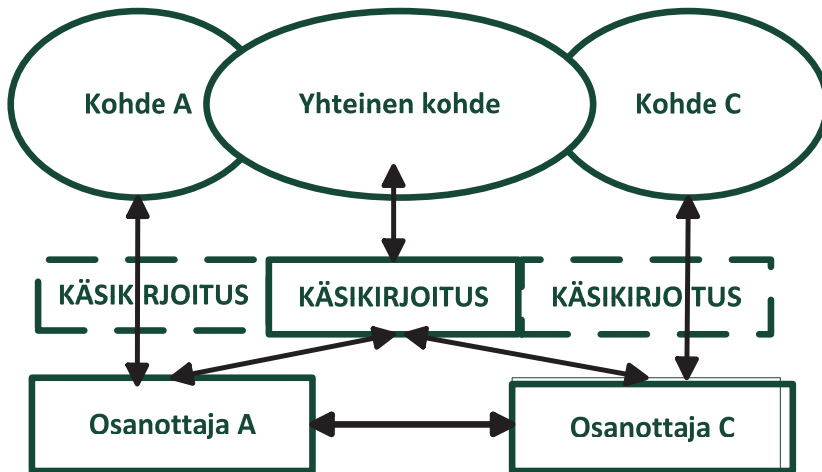 Kohde A
Yhteinen kohde
Kohde C
KÄSIKIRJOITUS
KÄSIKIRJOITUS
KÄSIKIRJOITUS
Osanottaja A
Osanottaja C